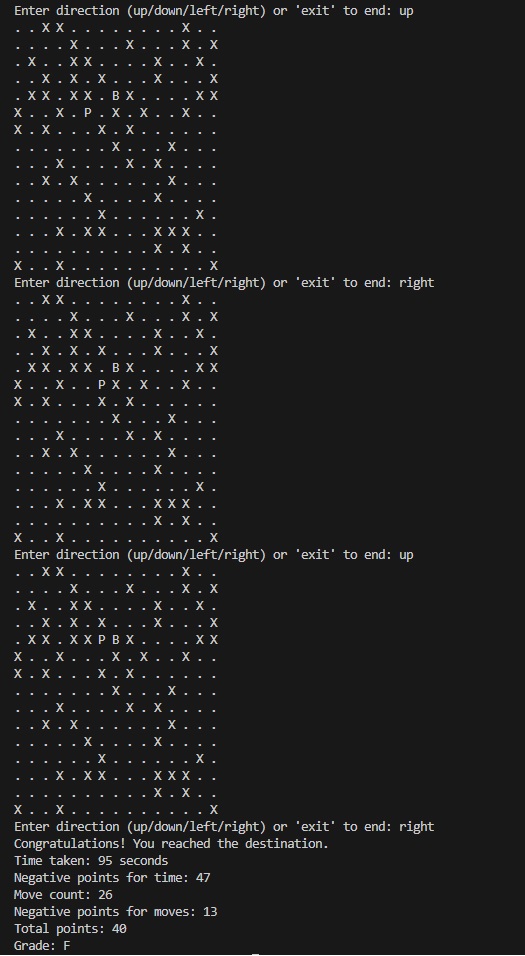 Enter direction (up/down/left/right) or 'exit' to end: up
. . X X . . . . . . . . X . .
. . . . X . . . X . . . X . X
. X . . X X . . . . X . . X .
. . X . X . X . . . X . . . X
. X X . X X . B X . . . . X X
X . . X . P . X . X . . X . .
X . X . . . X . X . . . . . .
. . . . . . . X . . . X . . .
. . . X . . . . X . X . . . .
. . X . X . . . . . . X . . .
. . . . . X . . . . X . . . .
. . . . . . X . . . . . . X .
. . . X . X X . . . X X X . .
. . . . . . . . . . X . X . .
X . . X . . . . . . . . . . X
Enter direction (up/down/left/right) or 'exit' to end: right
. . X X . . . . . . . . X . .
. . . . X . . . X . . . X . X
. X . . X X . . . . X . . X .
. . X . X . X . . . X . . . X
. X X . X X . B X . . . . X X
X . . X . . P X . X . . X . .
X . X . . . X . X . . . . . .
. . . . . . . X . . . X . . .
. . . X . . . . X . X . . . .
. . X . X . . . . . . X . . .
. . . . . X . . . . X . . . .
. . . . . . X . . . . . . X .
. . . X . X X . . . X X X . .
. . . . . . . . . . X . X . .
X . . X . . . . . . . . . . X
Enter direction (up/down/left/right) or 'exit' to end: up
. . X X . . . . . . . . X . .
. . . . X . . . X . . . X . X
. X . . X X . . . . X . . X .
. . X . X . X . . . X . . . X
. X X . X X P B X . . . . X X
X . . X . . . X . X . . X . .
X . X . . . X . X . . . . . .
. . . . . . . X . . . X . . .
. . . X . . . . X . X . . . .
. . X . X . . . . . . X . . .
. . . . . X . . . . X . . . .
. . . . . . X . . . . . . X .
. . . X . X X . . . X X X . .
. . . . . . . . . . X . X . .
X . . X . . . . . . . . . . X
Enter direction (up/down/left/right) or 'exit' to end: right
Congratulations! You reached the destination.
Time taken: 95 seconds
Negative points for time: 47
Move count: 26
Negative points for moves: 13
Total points: 40
Grade: F